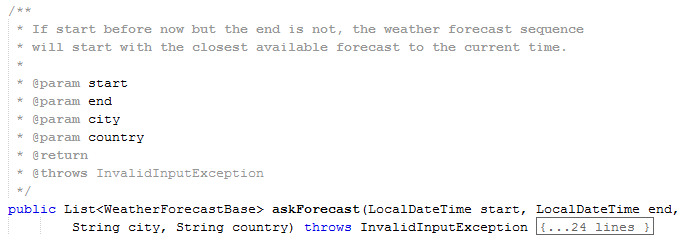 /**
* If start before now but the end is not, the weather forecast sequence
* will start with the closest available forecast to the current time.
*
* @param start
* @param end
* @param city
* @param country
* @return
* @throws InvalidInputException
*/
public List<WeatherForecastBase> askForecast(LocalDateTime start, LocalDateTime end,
String city, String country) throws InvalidInputException {...24 lines }